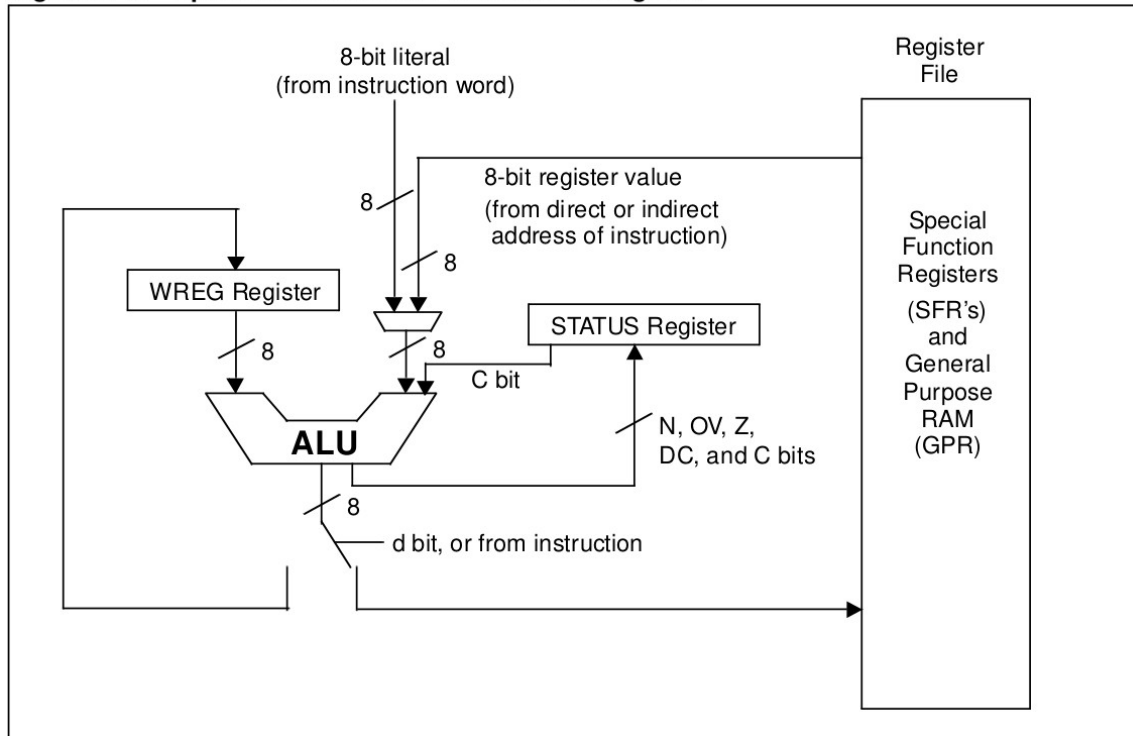 8-bit literal
(from instruction word)
Register
File
8
8-bit register value
(from direct or indirect
address of instruction)
8
WREG Register
8
8
STATUS Register
C bit
ALU
N, OV, Z,
DC, and C bits
8
d bit, or from instruction
Special
Function
Registers
(SFR's)
and
General
Purpose
RAM
(GPR)